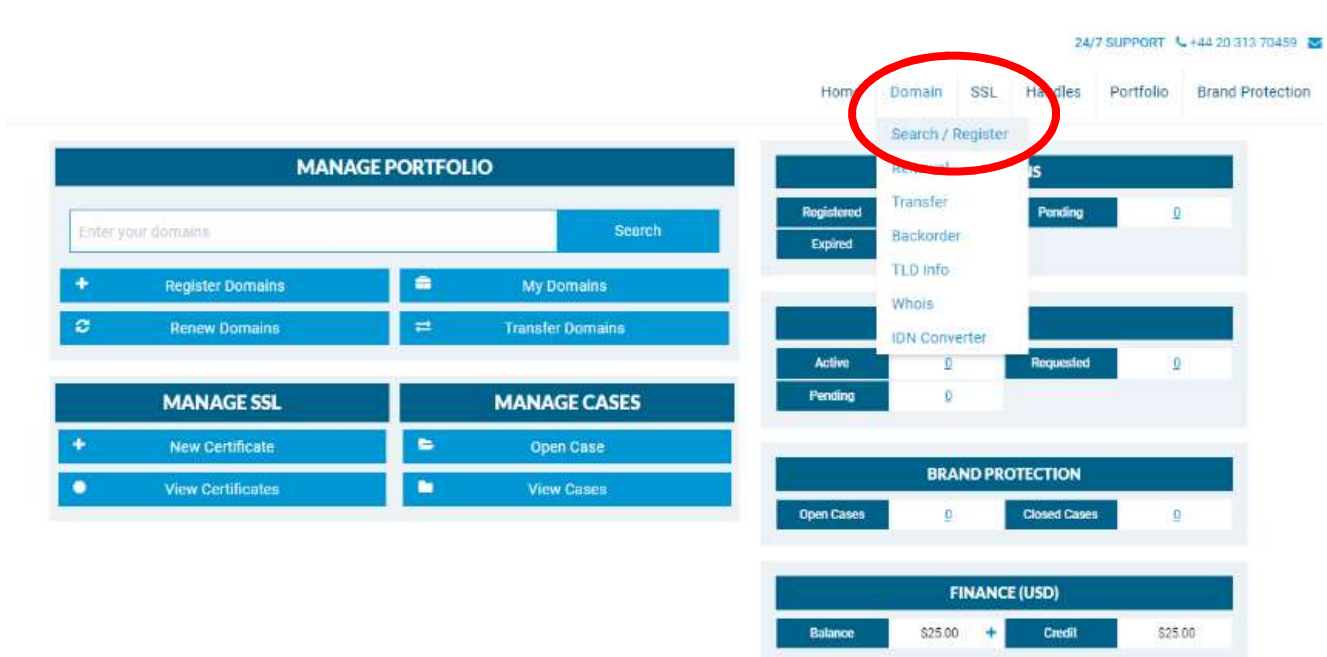 24/7 SUPPORT +44 20 313 70459
Home Domain SSL Handles Portfolio Brand Protection
Search / Register
Renewal
Transfer
Backorder
TLD Info
Whois
IDN Converter
MANAGE PORTFOLIO
Enter your domains Search
Register Domains My Domains
Renew Domains Transfer Domains
MANAGE SSL MANAGE CASES
New Certificate Open Case
View Certificates View Cases
NS
Registered Pending 0
Expired
Active 0 Requested 0
Pending 0
BRAND PROTECTION
Open Cases 0 Closed Cases 0
FINANCE (USD)
Balance $25.00 + Credit $25.00